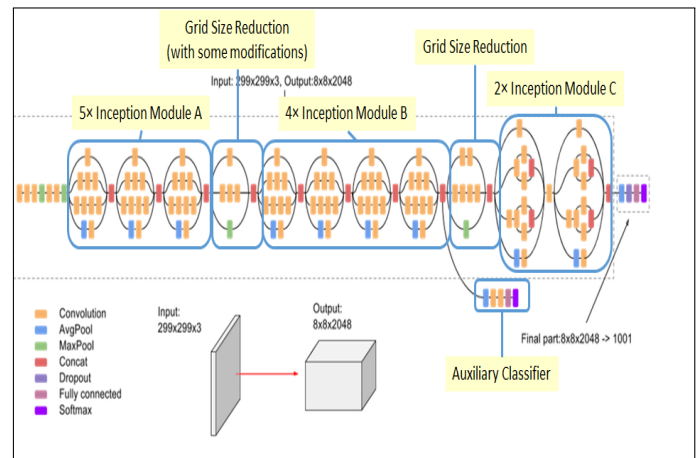 Grid Size Reduction
(with some modifications)
Grid Size Reduction
Input: 299x299x3, Output:8x8x2048
2× Inception Module C
5× Inception Module A
4× Inception Module B
Convolution
AvgPool
MaxPool
Concat
Dropout
Fully connected
Softmax
Input:
299x299x3
Output:
8x8x2048
Final part:8x8x2048 -> 1001
Auxiliary Classifier